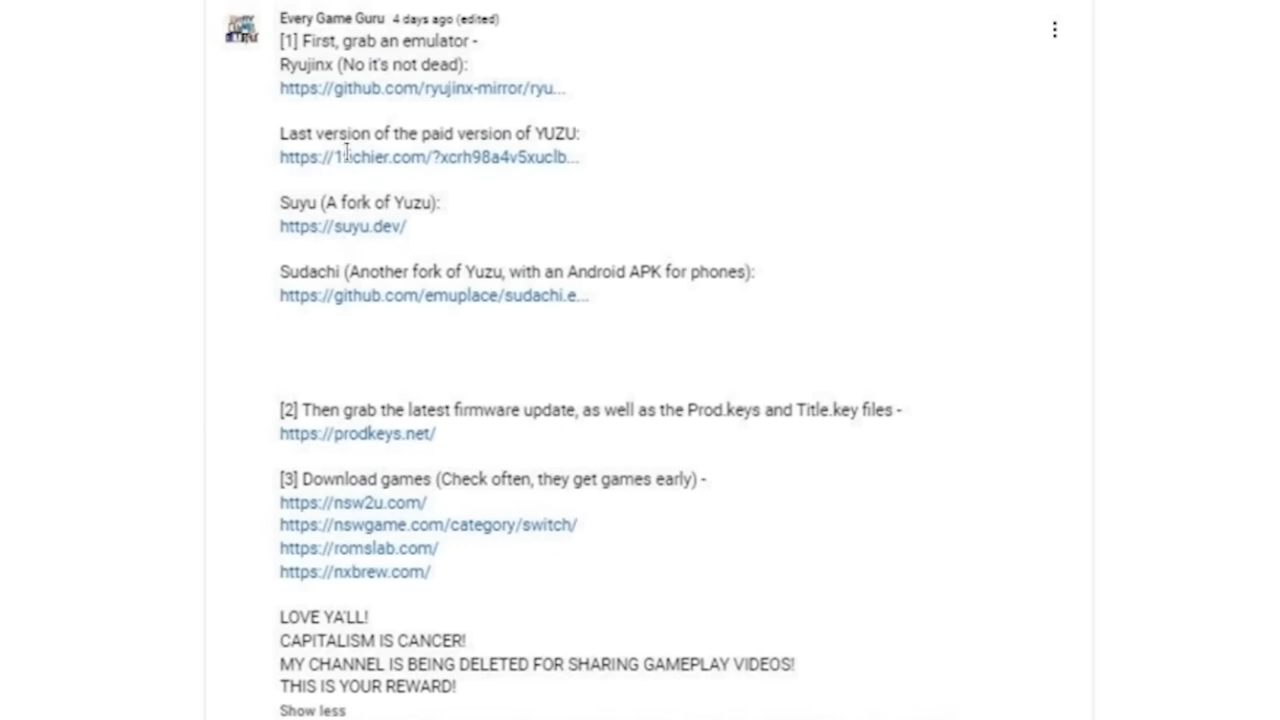 Every Game Guru 4 days ago (edited)
[1] First, grab an emulator -
Ryujinx (No it's not dead):
https://github.com/ryujinx-mirror/ryu...
Last version of the paid version of YUZU:
https://1fichier.com/?xcrh98a4v5xuclb...
Suyu (A fork of Yuzu):
https://suyu.dev/
Sudachi (Another fork of Yuzu, with an Android APK for phones):
https://github.com/emuplace/sudachi.e...
[2] Then grab the latest firmware update, as well as the Prod.keys and Title.key files -
https://prodkeys.net/
[3] Download games (Check often, they get games early) -
https://nsw2u.com/
https://nswgame.com/category/switch/
https://romslab.com/
https://nxbrew.com/
LOVE YA'LL!
CAPITALISM IS CANCER!
MY CHANNEL IS BEING DELETED FOR SHARING GAMEPLAY VIDEOS!
THIS IS YOUR REWARD!
Show less